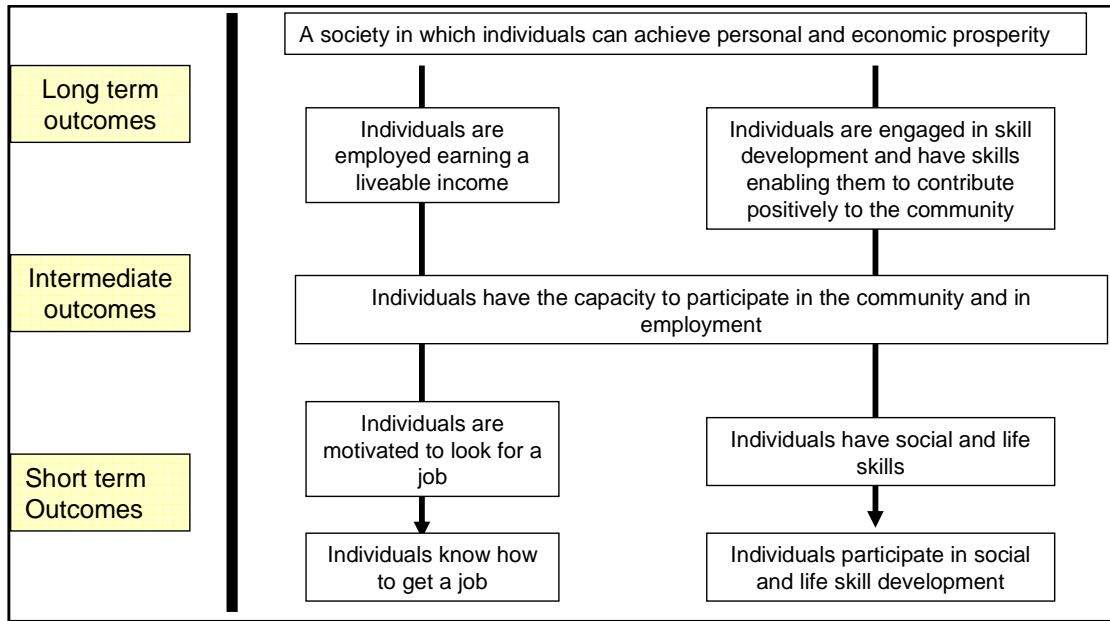 A society in which individuals can achieve personal and economic prosperity
Long term
outcomes
Individuals are
employed earning a
liveable income
Individuals are engaged in skill
development and have skills
enabling them to contribute
positively to the community
Intermediate
outcomes
Individuals have the capacity to participate in the community and in
employment
Individuals are
motivated to look for a
job
Individuals have social and life
skills
Short term
Outcomes
Individuals know how
to get a job
Individuals participate in social
and life skill development